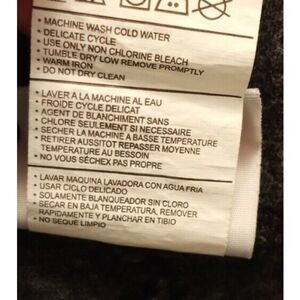 • MACHINE WASH COLD WATER
• DELICATE CYCLE
• USE ONLY NON CHLORINE BLEACH
• TUMBLE DRY LOW REMOVE PROMPTLY
• WARM IRON
• DO NOT DRY CLEAN
• LAVER A LA MACHINE AL EAU
• FROIDE CYCLE DELICAT
• AGENT DE BLANCHIMENT SANS
• CHLORE SEULEMENT SI NECESSAIRE
• SECHER LA MACHINE A BASSE TEMPERATURE
• RETIRER AUSSITOT REPASSER MOYENNE
TEMPERATURE AU BESOIN
• NO VOUS SÉCHEX PAS PROPRE
• LAVAR MAQUINA LAVADORA CON AGUA FRIA
• USAR CICLO DELICADO
• SOLAMENTE BLANQUEADOR SIN CLORO
• SECAR EN BAJA TEMPERATURA, REMOVER
RAPIDAMENTE Y PLANCHAR EN TIBIO
• NO SEQUE LIMPIO